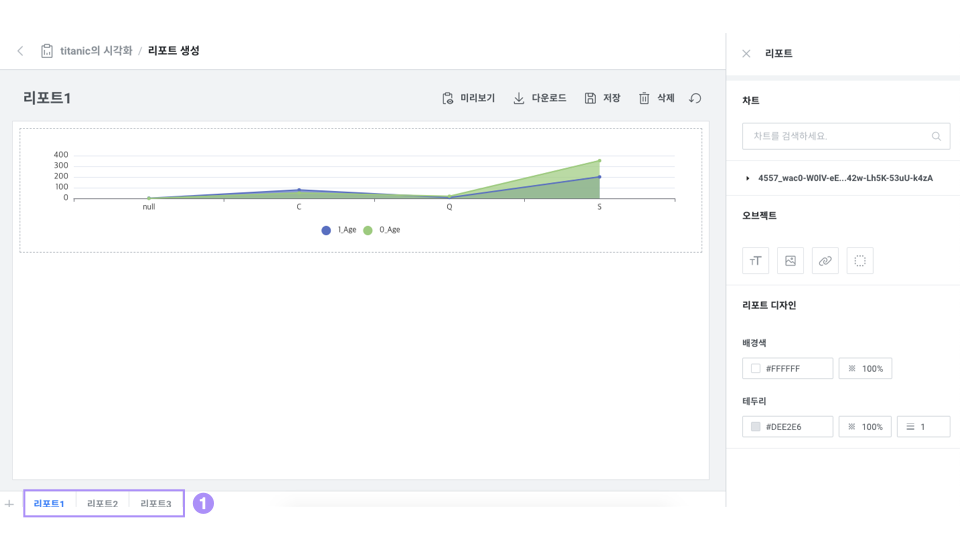 titanic의 시각화 / 리포트 생성
리포트1
미리보기 다운로드 저장 삭제
400
300
200
100
0
null C Q S
1_Age 0_Age
리포트1 리포트2 리포트3 1
리포트
차트
차트를 검색하세요.
4557_wac0-W0IV-eE...42w-Lh5K-53uU-k4zA
오브젝트
TT
리포트 디자인
배경색
#FFFFFF 100%
테두리
#DEE2E6 100% 1